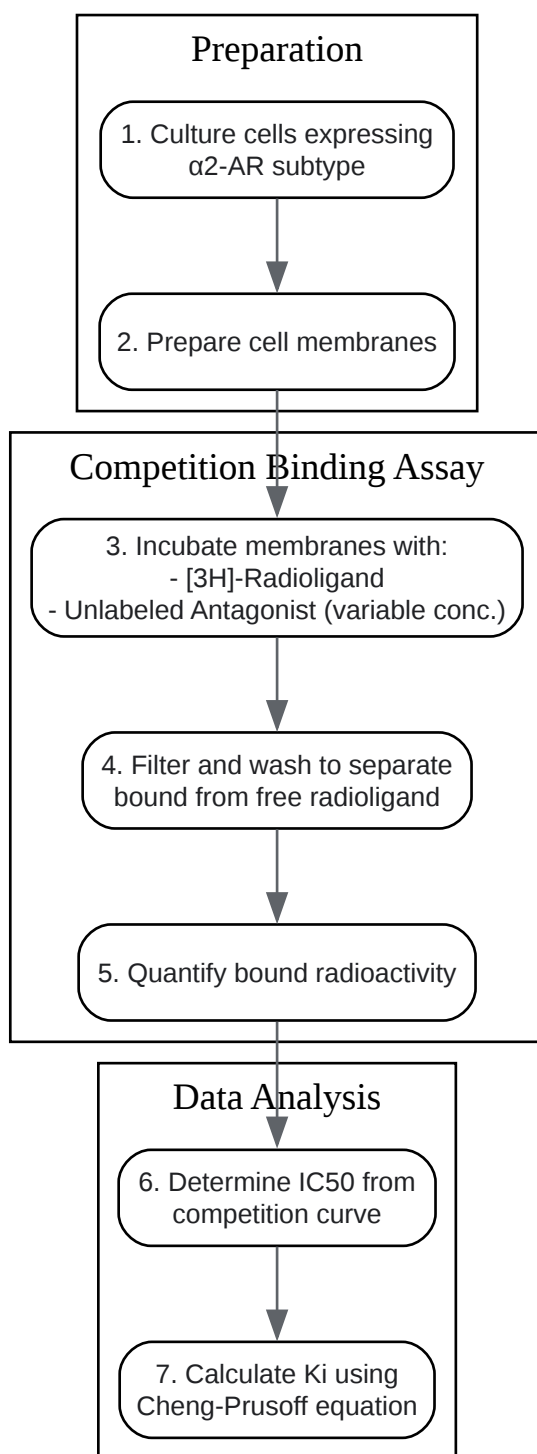 Preparation
1. Culture cells expressing
α2-AR subtype
2. Prepare cell membranes
Competition Binding Assay
3. Incubate membranes with:
- [3H]-Radioligand
- Unlabeled Antagonist (variable conc.)
4. Filter and wash to separate
bound from free radioligand
5. Quantify bound radioactivity
Data Analysis
6. Determine IC50 from
competition curve
7. Calculate Ki using
Cheng-Prusoff equation